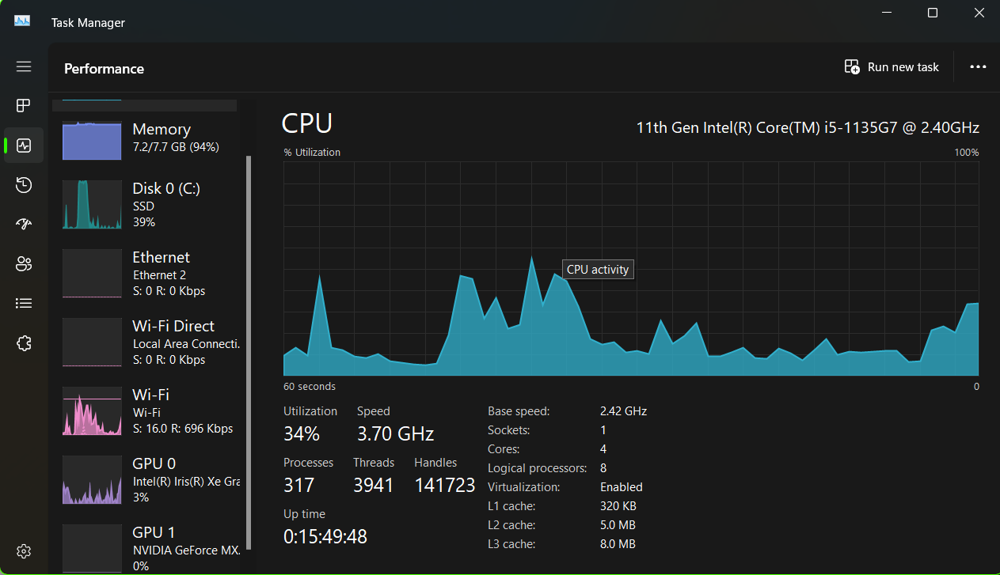 Task Manager
Performance
Run new task
Memory
7.2/7.7 GB (94%)
Disk 0 (C:)
SSD
39%
Ethernet
Ethernet 2
S: 0 R: 0 Kbps
Wi-Fi Direct
Local Area Connecti.
S: 0 R: 0 Kbps
Wi-Fi
Wi-Fi
S: 16.0 R: 696 Kbps
GPU 0
Intel(R) Iris(R) Xe Gra
3%
GPU 1
NVIDIA GeForce MX.
0%
CPU
11th Gen Intel(R) Core(TM) i5-1135G7 @ 2.40GHz
% Utilization
100%
CPU activity
60 seconds
0
Utilization
Speed
34%
3.70 GHz
Processes
Threads
Handles
317
3941
141723
Up time
0:15:49:48
Base speed: 2.42 GHz
Sockets: 1
Cores: 4
Logical processors: 8
Virtualization: Enabled
L1 cache: 320 KB
L2 cache: 5.0 MB
L3 cache: 8.0 MB